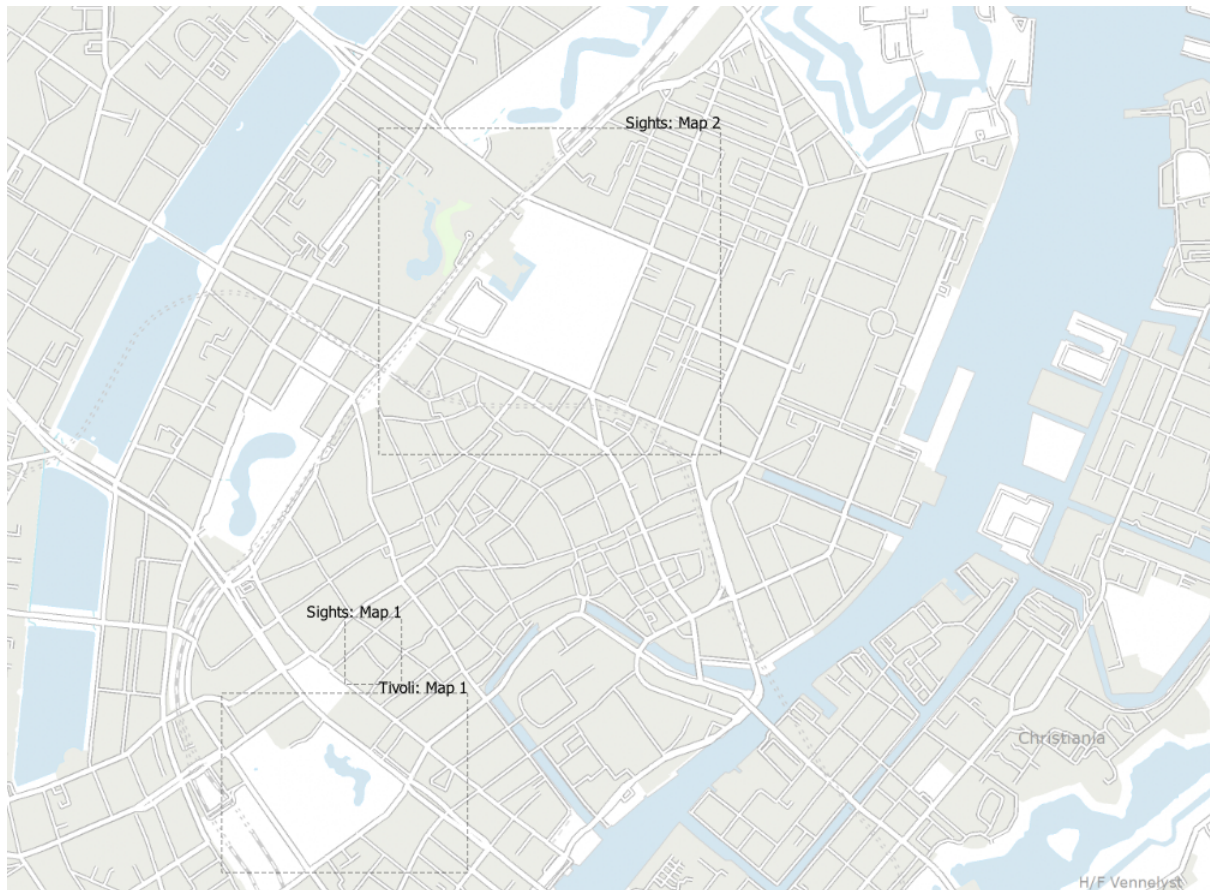 Sights: Map 2
Sights: Map 1
Tivoli: Map 1
Christiania
H/F Vennelyst